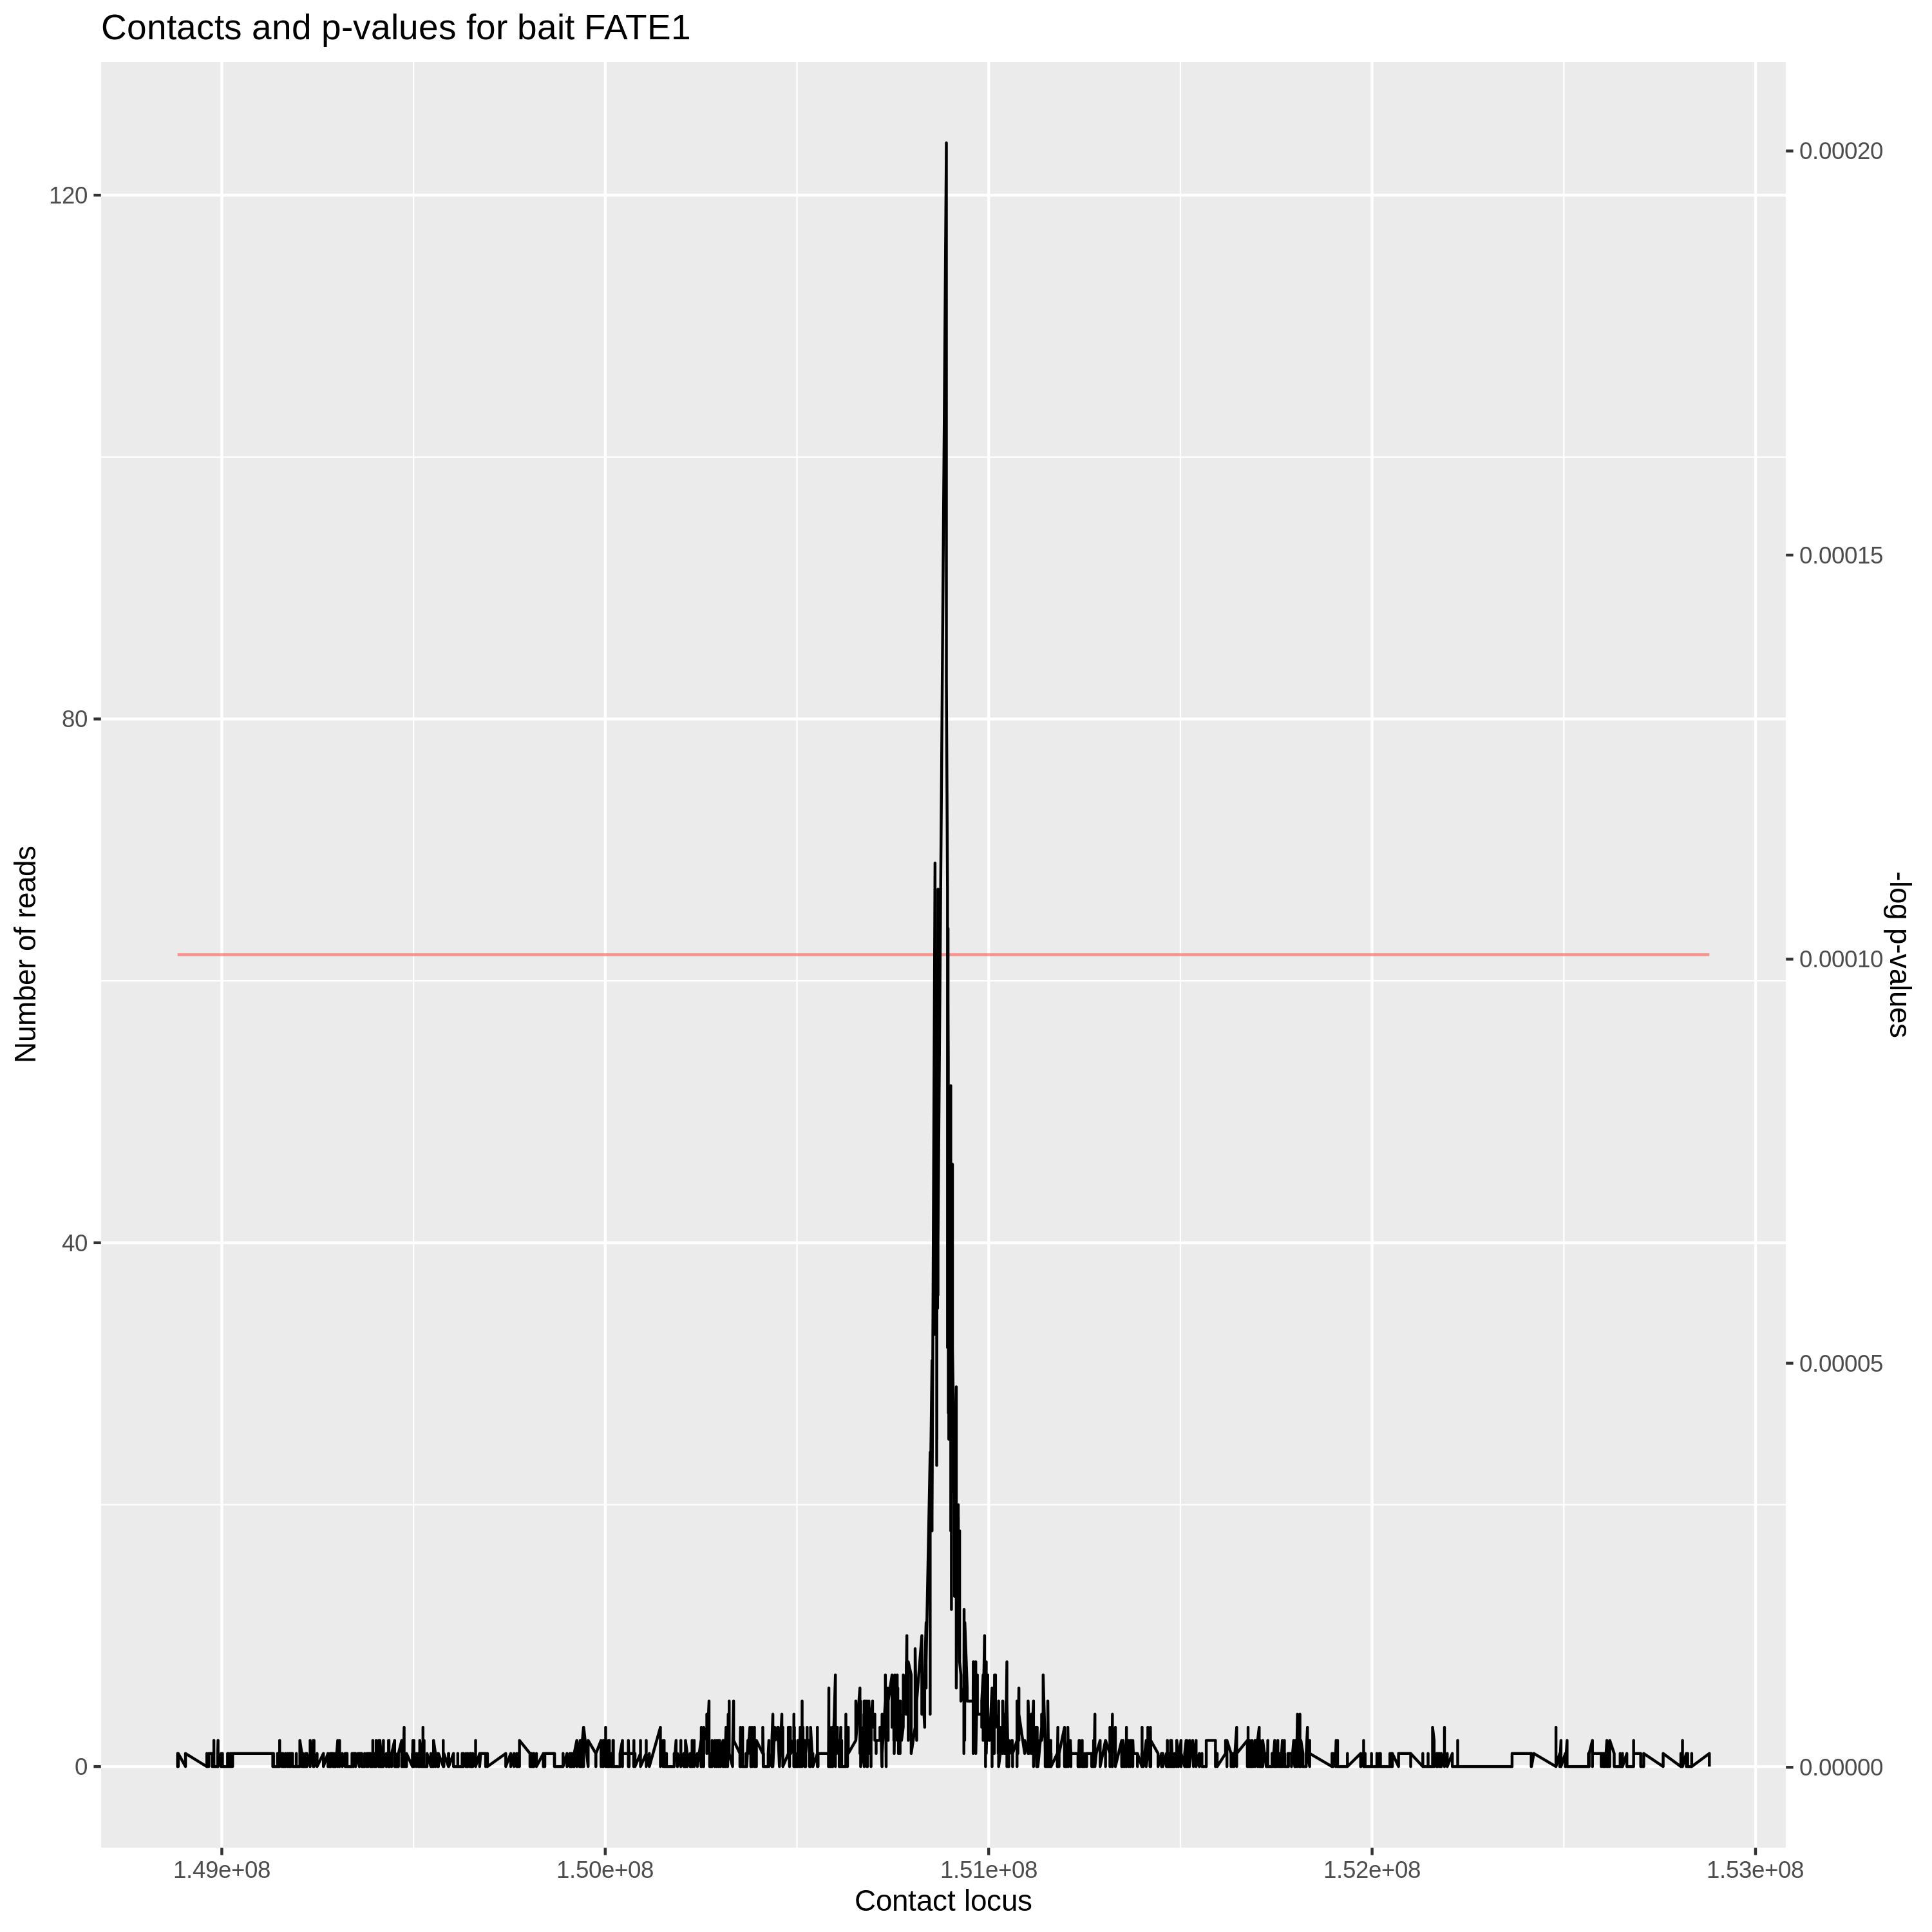 Contacts and p-values for bait FATE1
120
80
40
0
Number of reads
0.00020
0.00015
0.00010
0.00005
0.00000
-log p-values
1.49e+08
1.50e+08
1.51e+08
1.52e+08
1.53e+08
Contact locus